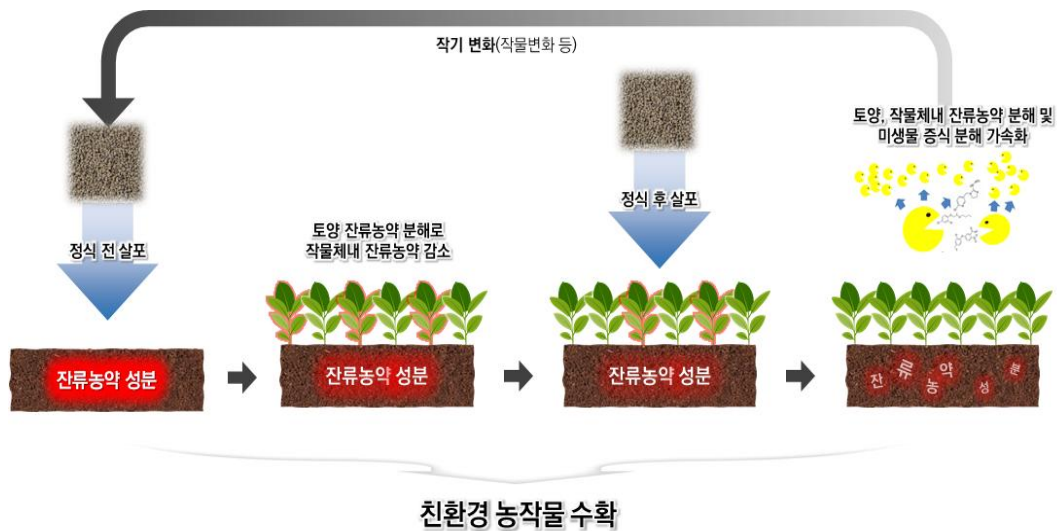 작기 변화(작물변화 등)
토양, 작물체내 잔류농약 분해 및
미생물 증식 분해 가속화
정식 전 살포
토양 잔류농약 분해로
작물체내 잔류농약 감소
정식 후 살포
잔류농약 성분
잔류농약 성분
잔류농약 성분
잔류농약 성분
친환경 농작물 수확